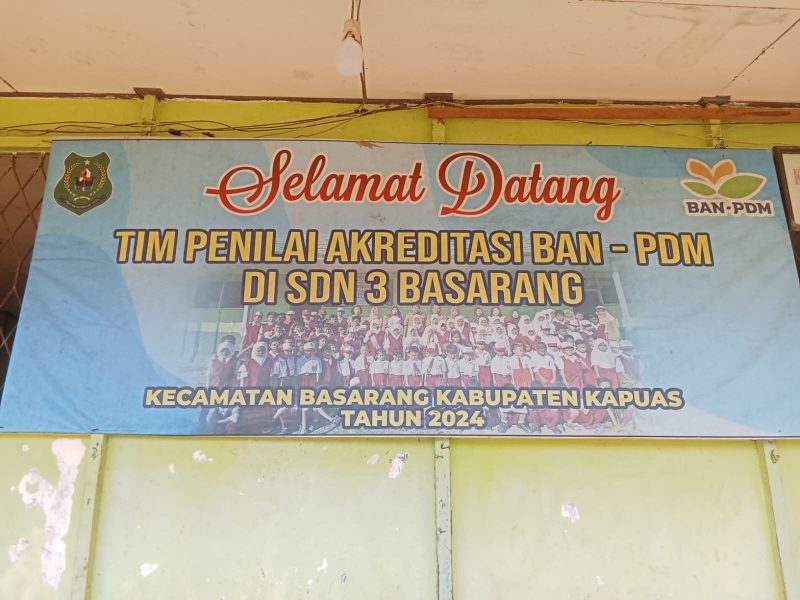 Selamat Datang
BAN-PDM
TIM PENILAI AKREDITASI BAN - PDM
DI SDN 3 BASARANG
KECAMATAN BASARANG KABUPATEN KAPUAS
TAHUN 2024